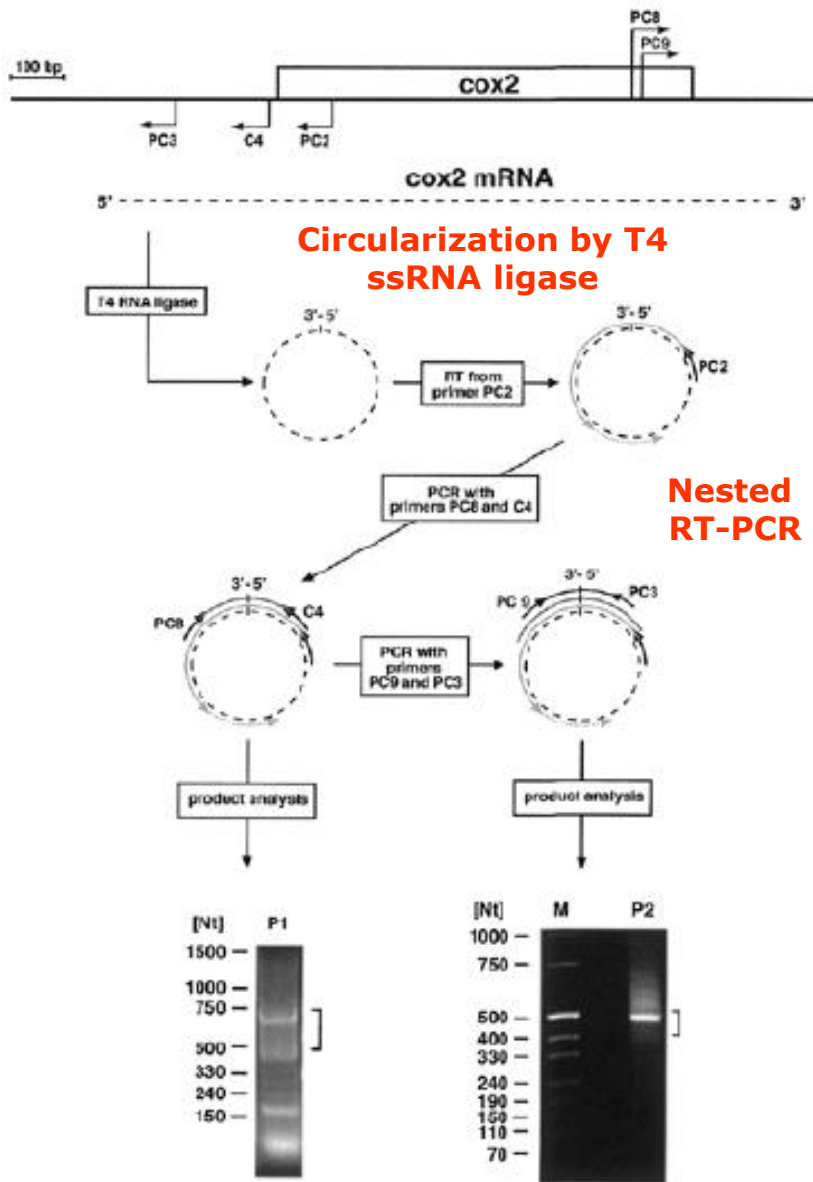 PC8
PC9
100 bp
cox2
PC3
C4
PC2
cox2 mRNA
5'
3'
Circularization by T4
ssRNA ligase
T4 RNA ligase
3'-5'
RT from
primer PC2
3'-5'
PC2
PCR with
primers PC8 and C4
Nested
RT-PCR
3'-5'
PC8
C4
PCR with
primers
PC9 and PC3
3'-5'
PC 9
PC3
product analysis
product analysis
[Nt] P1
1500
1000
750
500
330
240
150
[Nt] M P2
1000
750
500
400
330
240
190
150
110
70